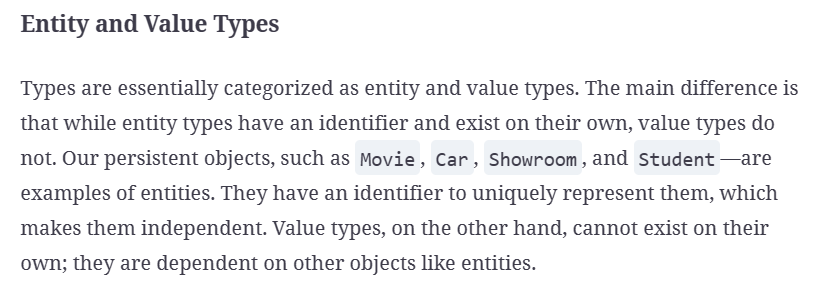 Entity and Value Types
Types are essentially categorized as entity and value types. The main difference is
that while entity types have an identifier and exist on their own, value types do
not. Our persistent objects, such as Movie, Car, Showroom, and Student—are
examples of entities. They have an identifier to uniquely represent them, which
makes them independent. Value types, on the other hand, cannot exist on their
own; they are dependent on other objects like entities.